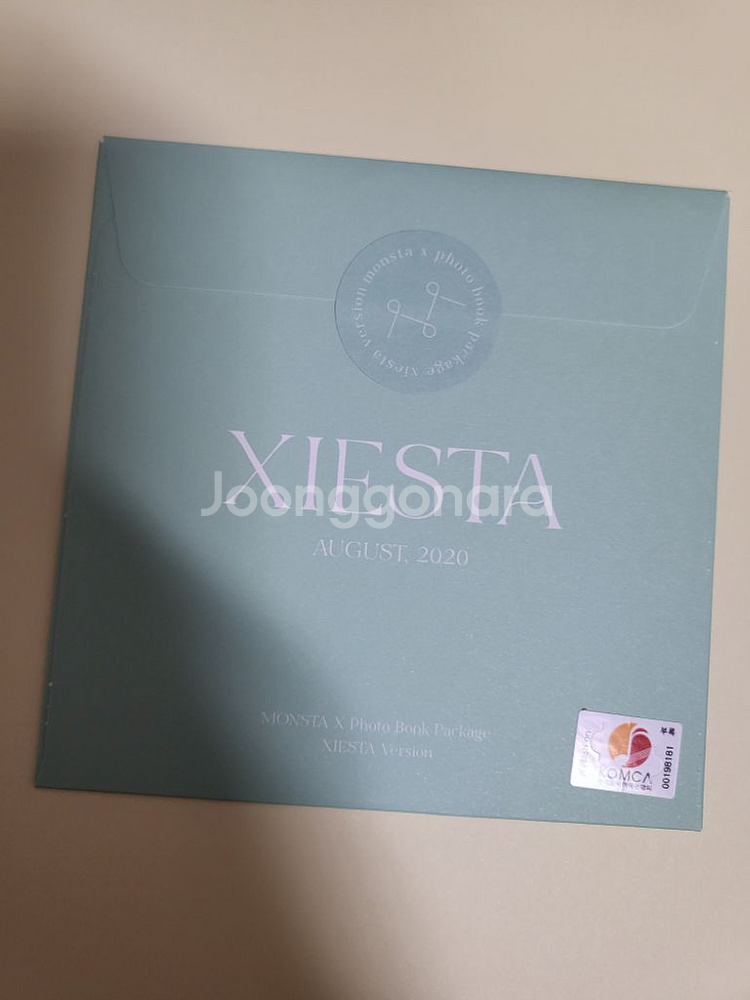 monsta x photo book package xiesta version
XIESTA
Joonggonara
AUGUST, 2020
MONSTA X Photo Book Package
XIESTA Version
KOMCA
00198181